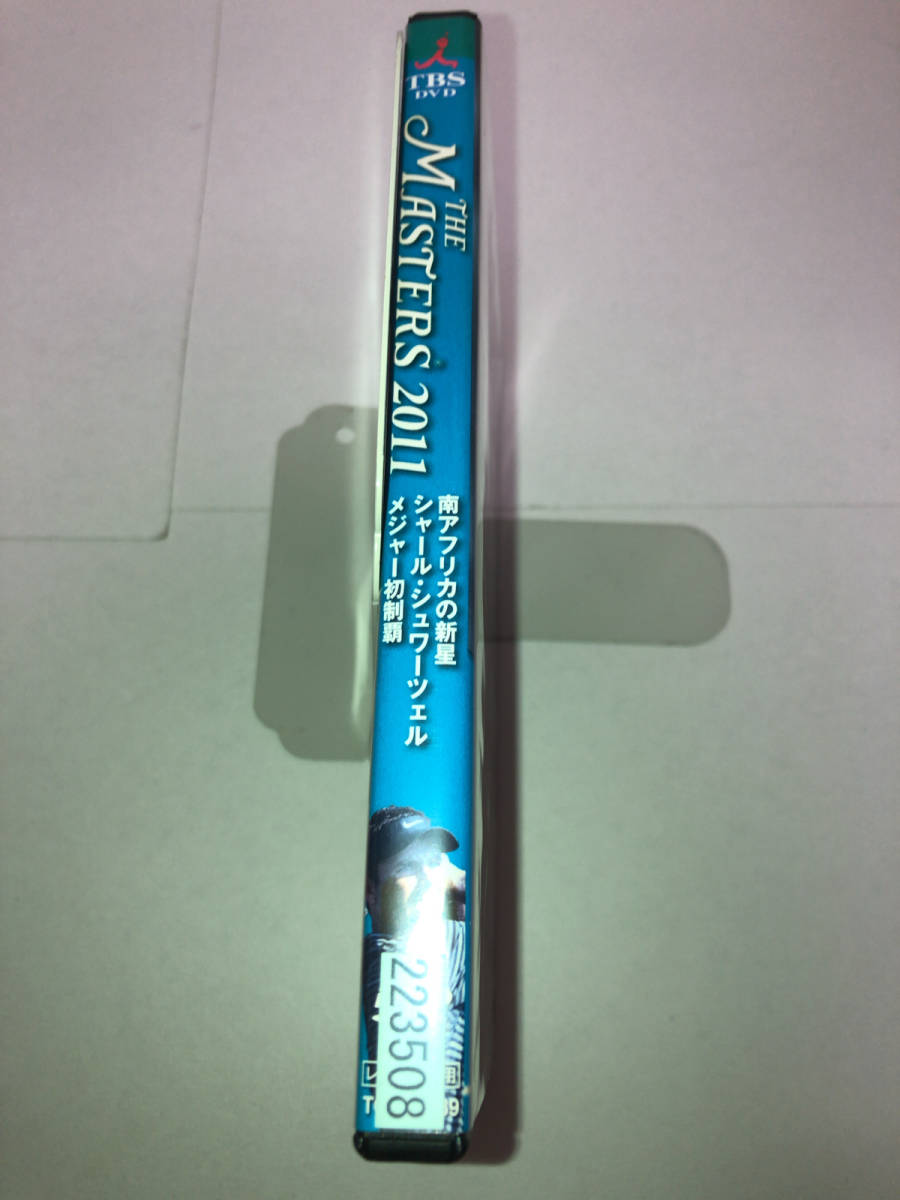 TBS
DVD
THE
MASTERS 2011
南アフリカの新星
シャール・シュワーツェル
メジャー初制覇
223508